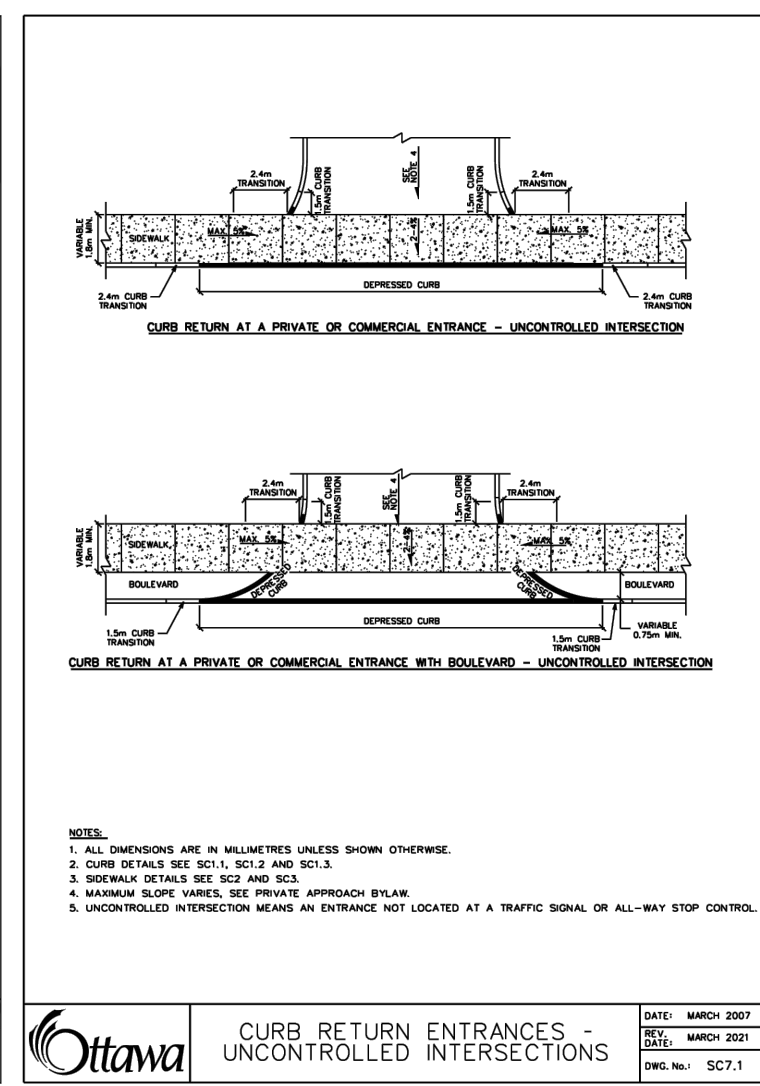 2.4m
TRANSITION
1.5m CURB
TRANSITION
SEE
NOTE 4
1.5m CURB
TRANSITION
2.4m
TRANSITION
VARIABLE
1.8m MIN.
SIDEWALK
MAX. 5%
2-4%
MAX. 5%
DEPRESSED CURB
2.4m CURB
TRANSITION
2.4m CURB
TRANSITION
CURB RETURN AT A PRIVATE OR COMMERCIAL ENTRANCE - UNCONTROLLED INTERSECTION
2.4m
TRANSITION
1.5m CURB
TRANSITION
SEE
NOTE 4
1.5m CURB
TRANSITION
2.4m
TRANSITION
VARIABLE
1.8m MIN.
SIDEWALK
MAX. 5%
2-4%
MAX. 5%
BOULEVARD
DEPRESSED
CURB
DEPRESSED
CURB
BOULEVARD
DEPRESSED CURB
1.5m CURB
TRANSITION
1.5m CURB
TRANSITION
VARIABLE
0.75m MIN.
CURB RETURN AT A PRIVATE OR COMMERCIAL ENTRANCE WITH BOULEVARD - UNCONTROLLED INTERSECTION
NOTES:
1. ALL DIMENSIONS ARE IN MILLIMETRES UNLESS SHOWN OTHERWISE.
2. CURB DETAILS SEE SC1.1, SC1.2 AND SC1.3.
3. SIDEWALK DETAILS SEE SC2 AND SC3.
4. MAXIMUM SLOPE VARIES, SEE PRIVATE APPROACH BYLAW.
5. UNCONTROLLED INTERSECTION MEANS AN ENTRANCE NOT LOCATED AT A TRAFFIC SIGNAL OR ALL-WAY STOP CONTROL.
Ottawa
CURB RETURN ENTRANCES -
UNCONTROLLED INTERSECTIONS
DATE: MARCH 2007
REV. DATE: MARCH 2021
DWG. No.: SC7.1